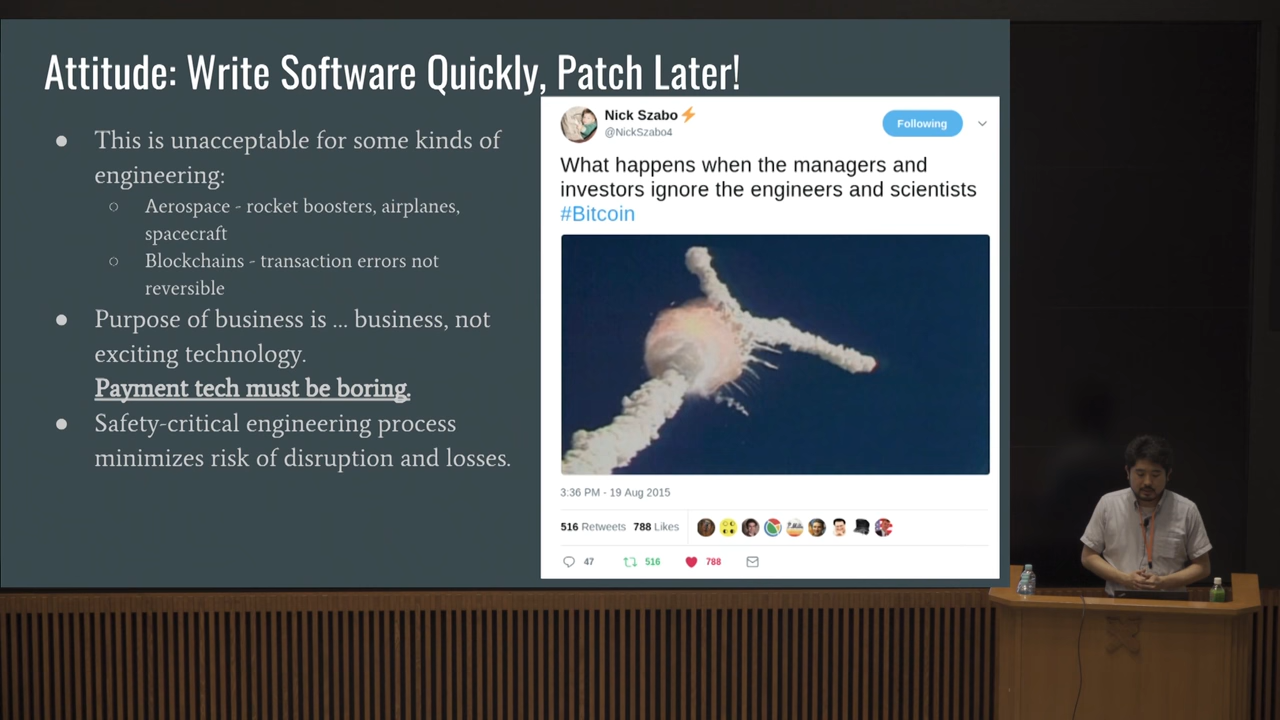 Attitude: Write Software Quickly, Patch Later!
● This is unacceptable for some kinds of
engineering:
○ Aerospace - rocket boosters, airplanes,
spacecraft
○ Blockchains - transaction errors not
reversible
● Purpose of business is ... business, not
exciting technology.
Payment tech must be boring.
● Safety-critical engineering process
minimizes risk of disruption and losses.
Nick Szabo⚡
@NickSzabo4
Following
What happens when the managers and
investors ignore the engineers and scientists
#Bitcoin
3:36 PM - 19 Aug 2015
516 Retweets 788 Likes
47 516 788